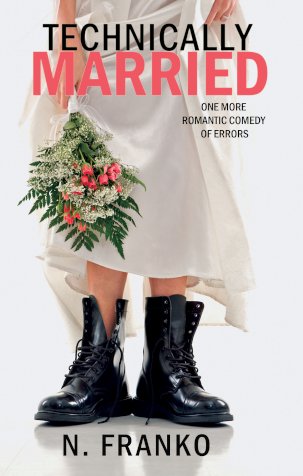 TECHNICALLY
MARRIED
ONE MORE
ROMANTIC COMEDY
OF ERRORS
N. FRANKO